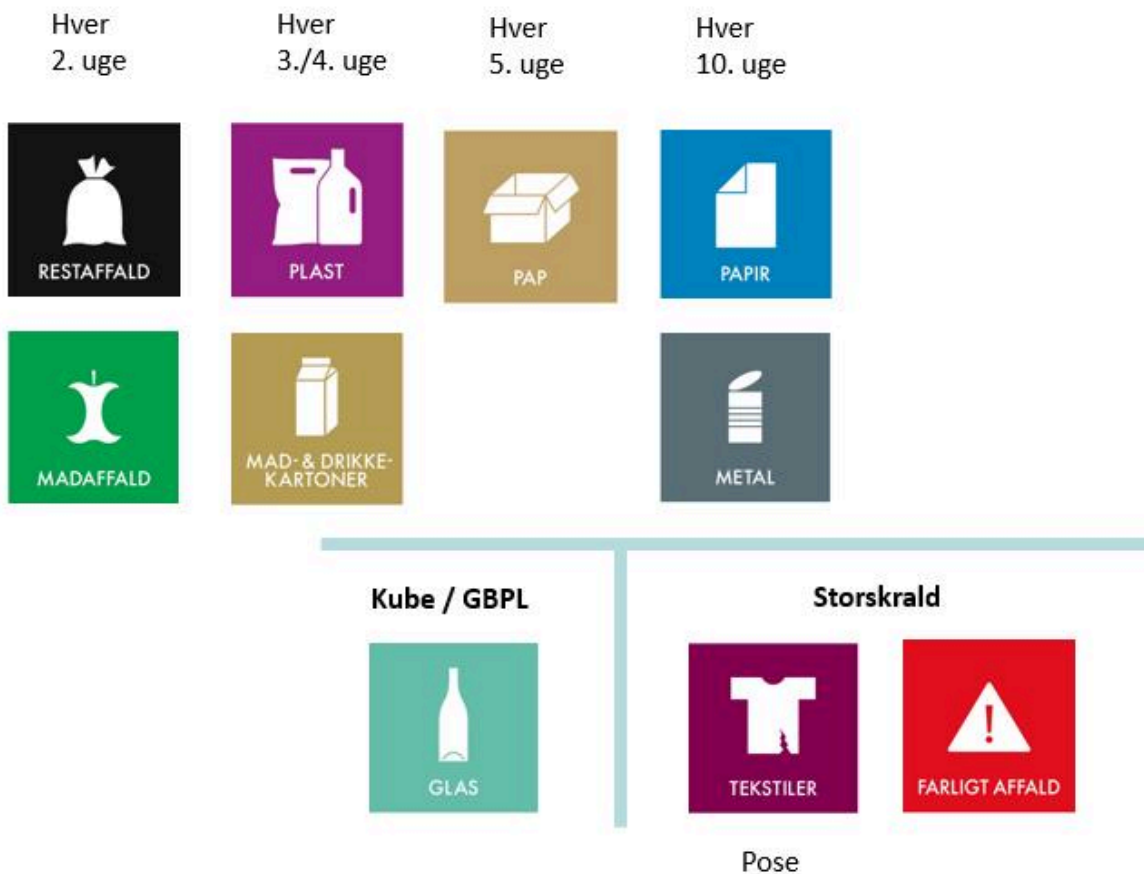 Hver
2. uge
Hver
3./4. uge
Hver
5. uge
Hver
10. uge
RESTAFFALD
PLAST
PAP
PAPIR
MADAFFALD
MAD- & DRIKKE-
KARTONER
METAL
Kube / GBPL
Storskrald
GLAS
TEKSTILER
FARLIGT AFFALD
Pose